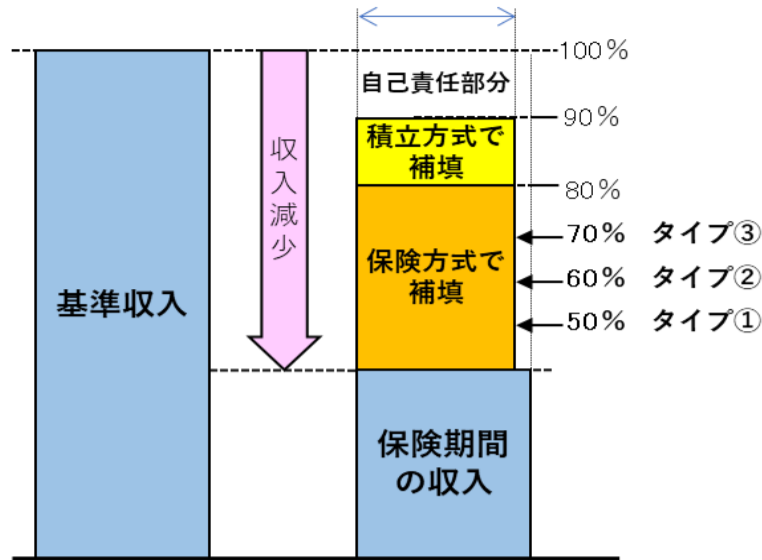 100%
自己責任部分
90%
積立方式で
補填
80%
収入減少
70% タイプ③
保険方式で
補填
60% タイプ②
50% タイプ①
基準収入
保険期間
の収入